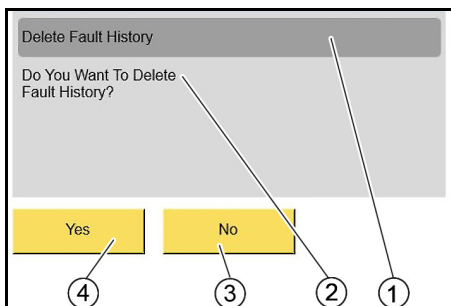 Delete Fault History
Do You Want To Delete
Fault History?
Yes
No
4
3
2
1